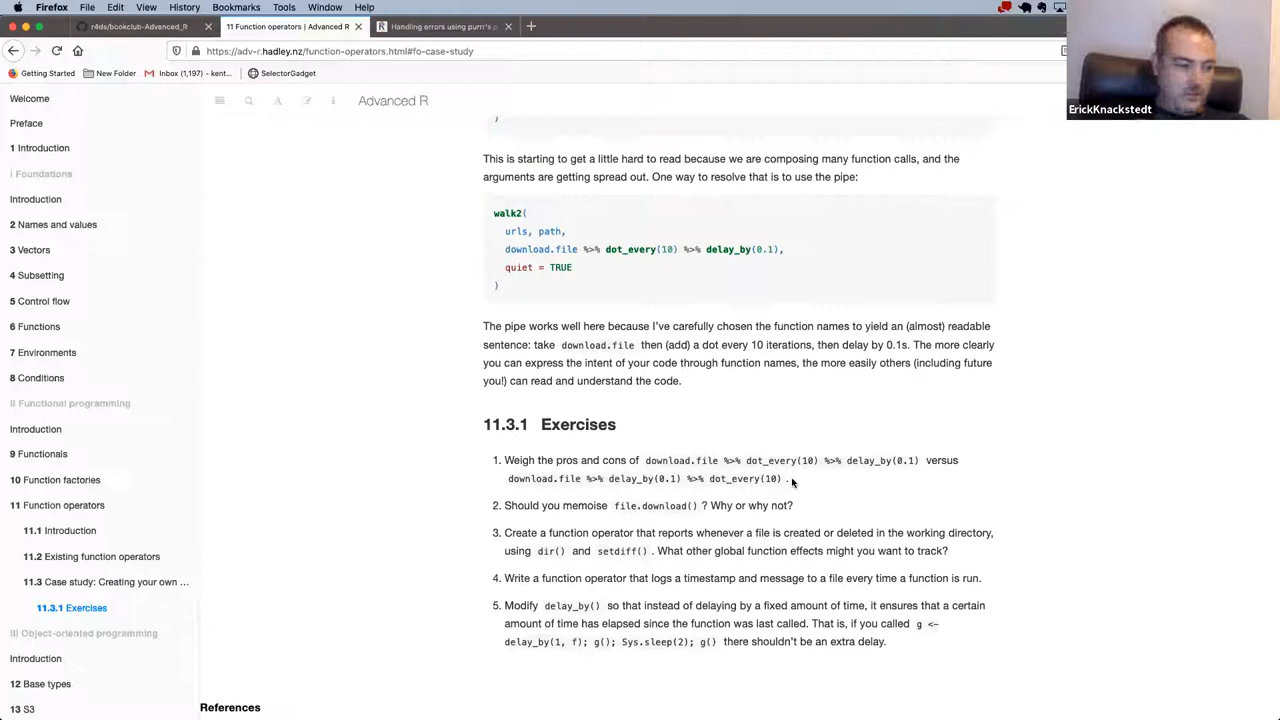 Firefox File Edit View History Bookmarks Tools Window Help
r4ds/bookclub-Advanced_R
11 Function operators | Advanced R
Handling errors using purrr's po
https://adv-r.hadley.nz/function-operators.html#fo-case-study
Getting Started New Folder Inbox (1,197) - kent... SelectorGadget
ErickKnackstedt
Advanced R
Welcome
Preface
1 Introduction
I Foundations
Introduction
2 Names and values
3 Vectors
4 Subsetting
5 Control flow
6 Functions
7 Environments
8 Conditions
II Functional programming
Introduction
9 Functionals
10 Function factories
11 Function operators
11.1 Introduction
11.2 Existing function operators
11.3 Case study: Creating your own ...
11.3.1 Exercises
III Object-oriented programming
Introduction
12 Base types
13 S3
)
This is starting to get a little hard to read because we are composing many function calls, and the
arguments are getting spread out. One way to resolve that is to use the pipe:
walk2(
urls, path,
download.file %>% dot_every(10) %>% delay_by(0.1),
quiet = TRUE
)
The pipe works well here because I've carefully chosen the function names to yield an (almost) readable
sentence: take download.file then (add) a dot every 10 iterations, then delay by 0.1s. The more clearly
you can express the intent of your code through function names, the more easily others (including future
you!) can read and understand the code.
11.3.1 Exercises
1. Weigh the pros and cons of download.file %>% dot_every(10) %>% delay_by(0.1) versus
download.file %>% delay_by(0.1) %>% dot_every(10) .
2. Should you memoise file.download() ? Why or why not?
3. Create a function operator that reports whenever a file is created or deleted in the working directory,
using dir() and setdiff() . What other global function effects might you want to track?
4. Write a function operator that logs a timestamp and message to a file every time a function is run.
5. Modify delay_by() so that instead of delaying by a fixed amount of time, it ensures that a certain
amount of time has elapsed since the function was last called. That is, if you called g <-
delay_by(1, f); g(); Sys.sleep(2); g() there shouldn't be an extra delay.
References